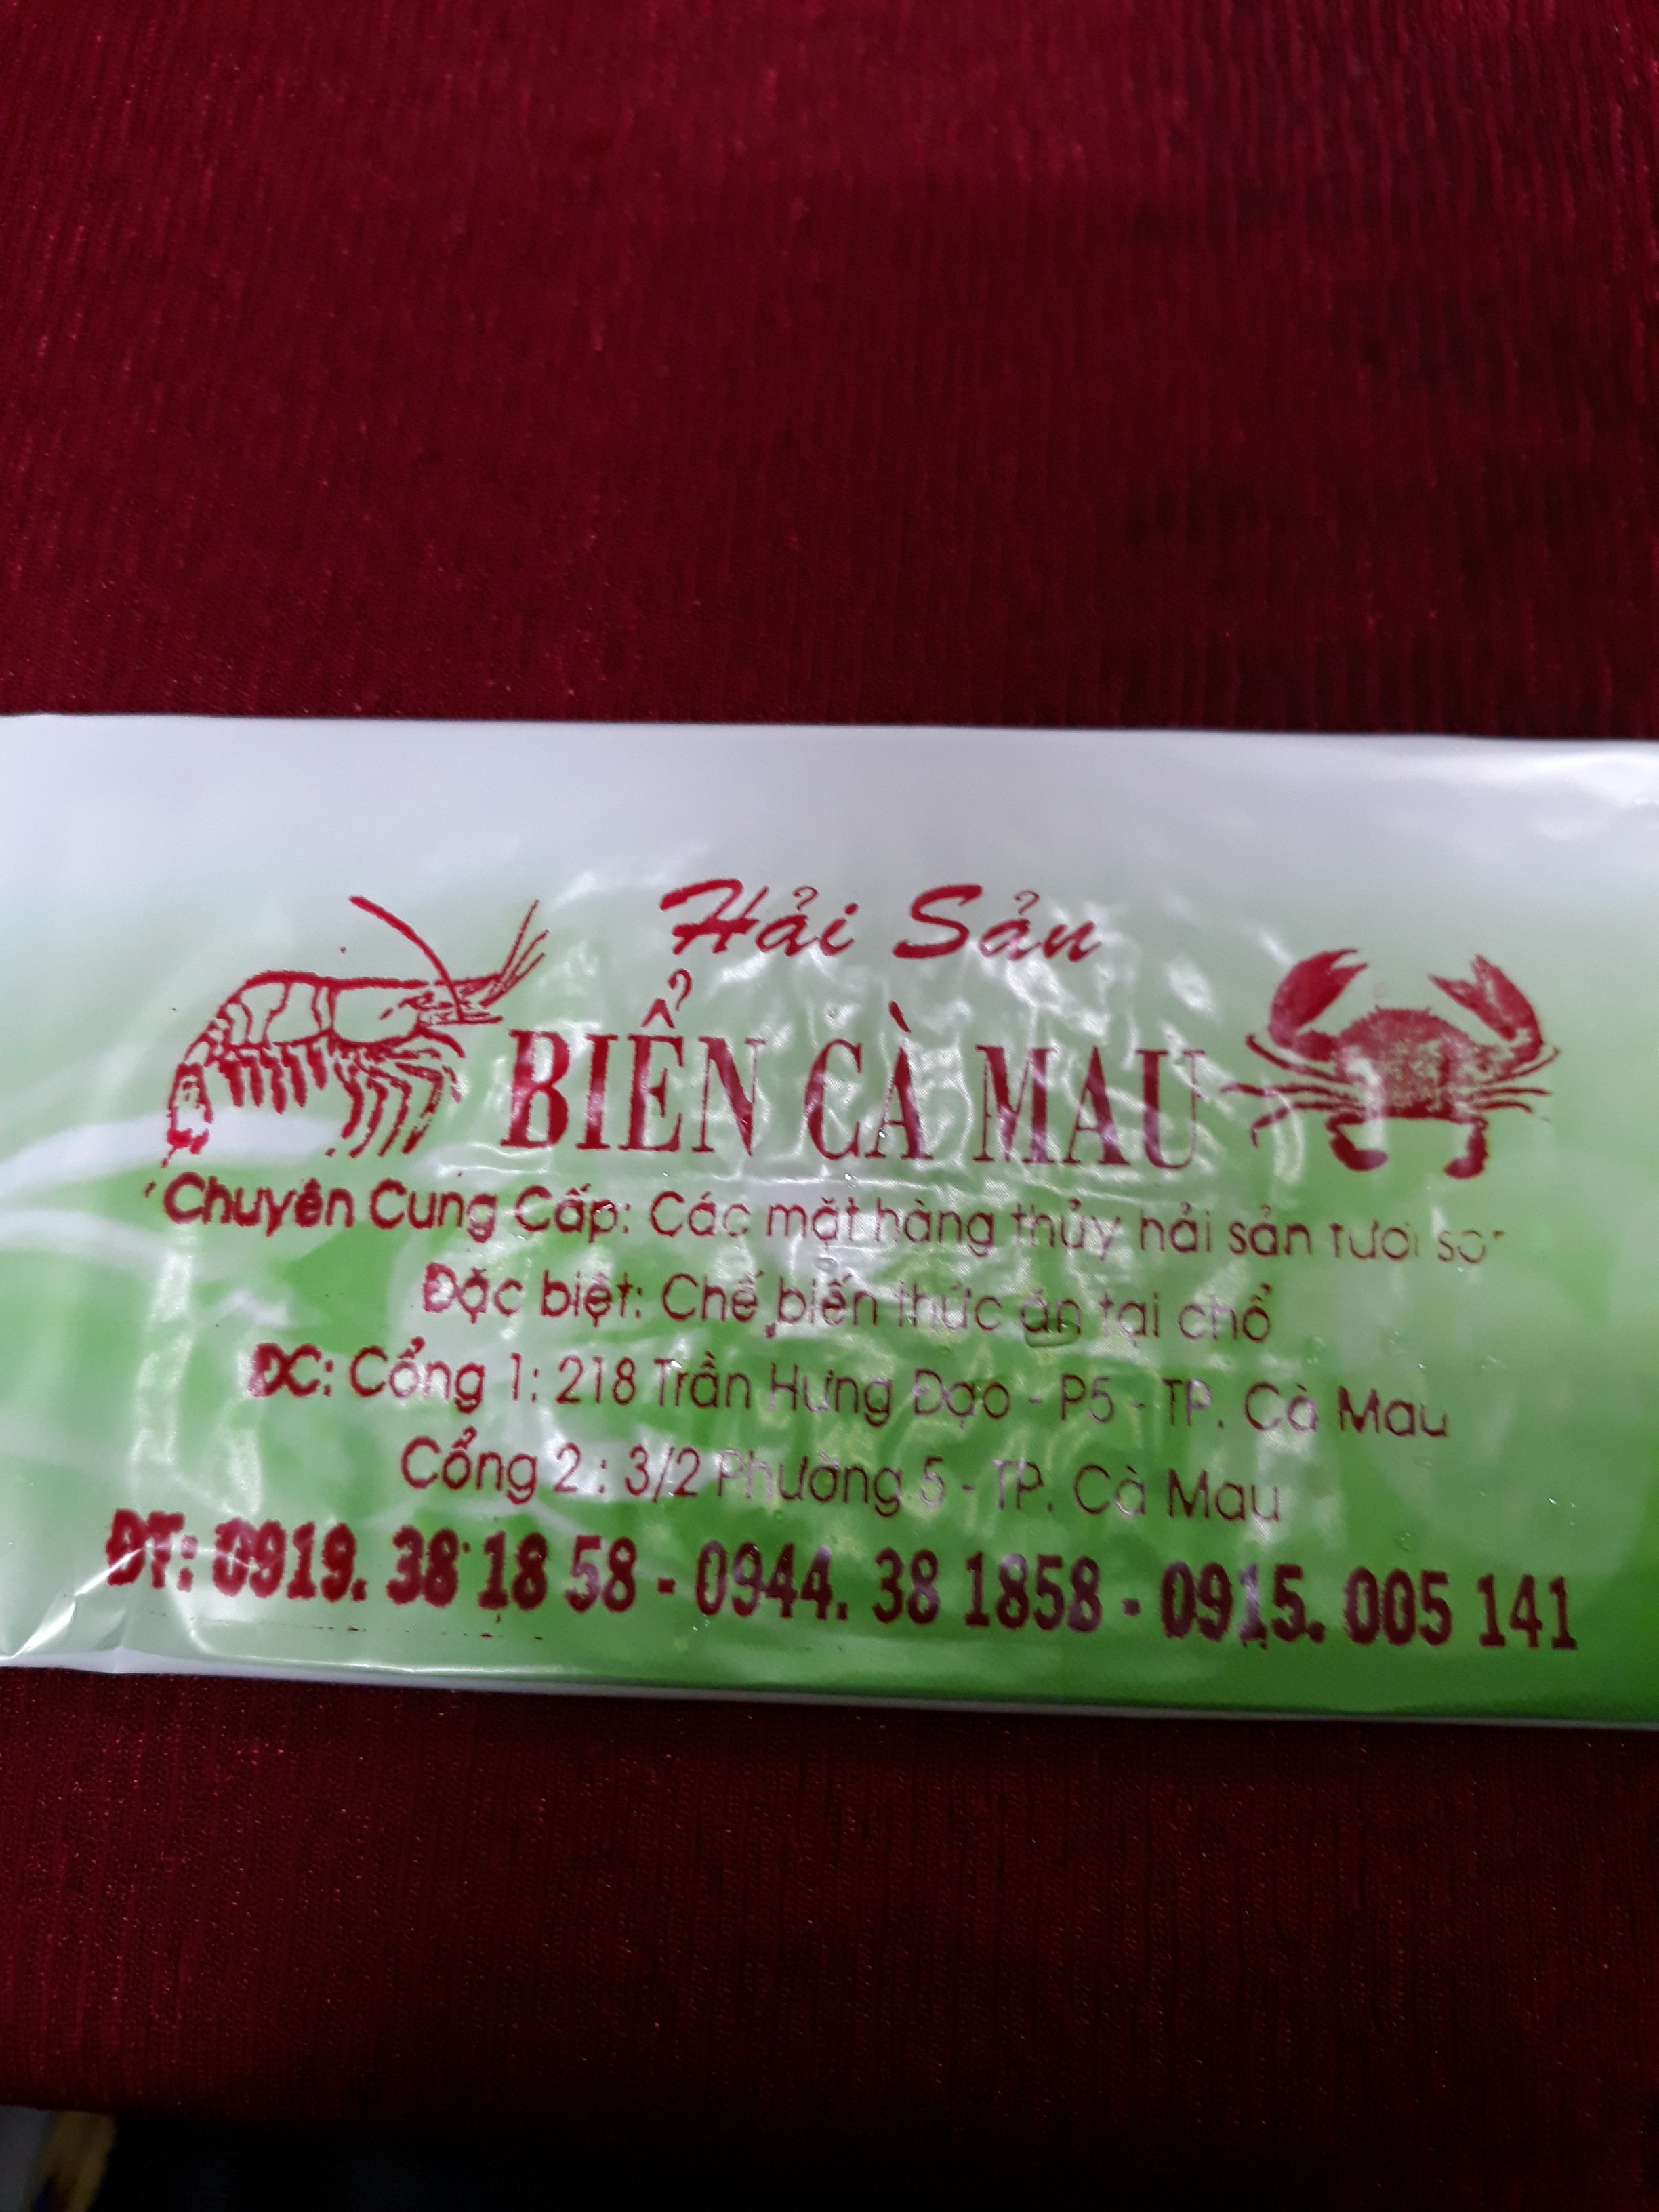 Hải Sản
BIỂN CÀ MAU
Chuyên Cung Cấp: Các mặt hàng thủy hải sản tươi
Đặc biệt: Chế biến thức ăn tại chổ
ĐC: Cổng 1: 218 Trần Hưng Đạo - P5 - TP. Cà Mau
Cổng 2 : 3/2 Phường 5 - TP. Cà Mau
ĐT: 0919. 38 18 58 - 0944. 38 1858 - 0915. 005 141